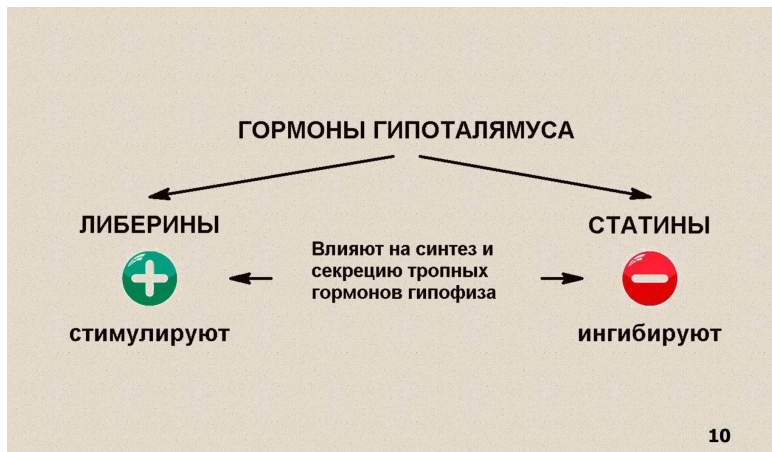 ГОРМОНЫ ГИПОТАЛЯМУСА
ЛИБЕРИНЫ
СТАТИНЫ
Влияют на синтез и
секрецию тропных
гормонов гипофиза
стимулируют
ингибируют
10